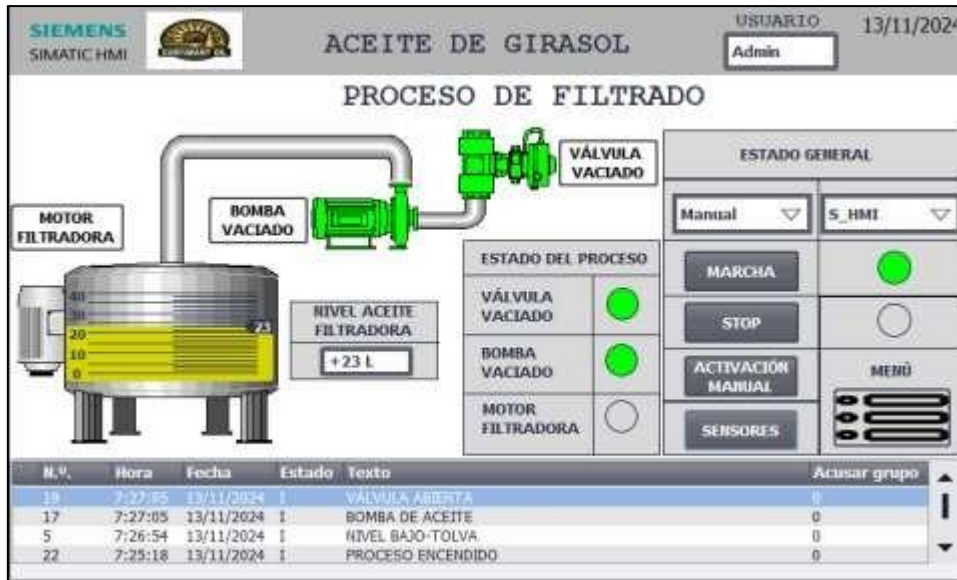 SIEMENS
SIMATIC HMI
ACEITE DE GIRASOL
USUARIO
Admin
13/11/2024
PROCESO DE FILTRADO
MOTOR
FILTRADORA
BOMBA
VACIADO
VÁLVULA
VACIADO
40
30
20
10
0
23
NIVEL ACEITE
FILTRADORA
+23 L
ESTADO DEL PROCESO
VÁLVULA
VACIADO
BOMBA
VACIADO
MOTOR
FILTRADORA
ESTADO GENERAL
Manual
S_HMI
MARCHA
STOP
ACTIVACIÓN
MANUAL
MENÚ
SENSORES
N.º. Hora Fecha Estado Texto Acusar grupo
19 7:27:05 13/11/2024 I VÁLVULA ABIERTA 0
17 7:27:05 13/11/2024 I BOMBA DE ACEITE 0
5 7:26:54 13/11/2024 I NIVEL BAJO-TOLVA 0
22 7:25:18 13/11/2024 I PROCESO ENCENDIDO 0